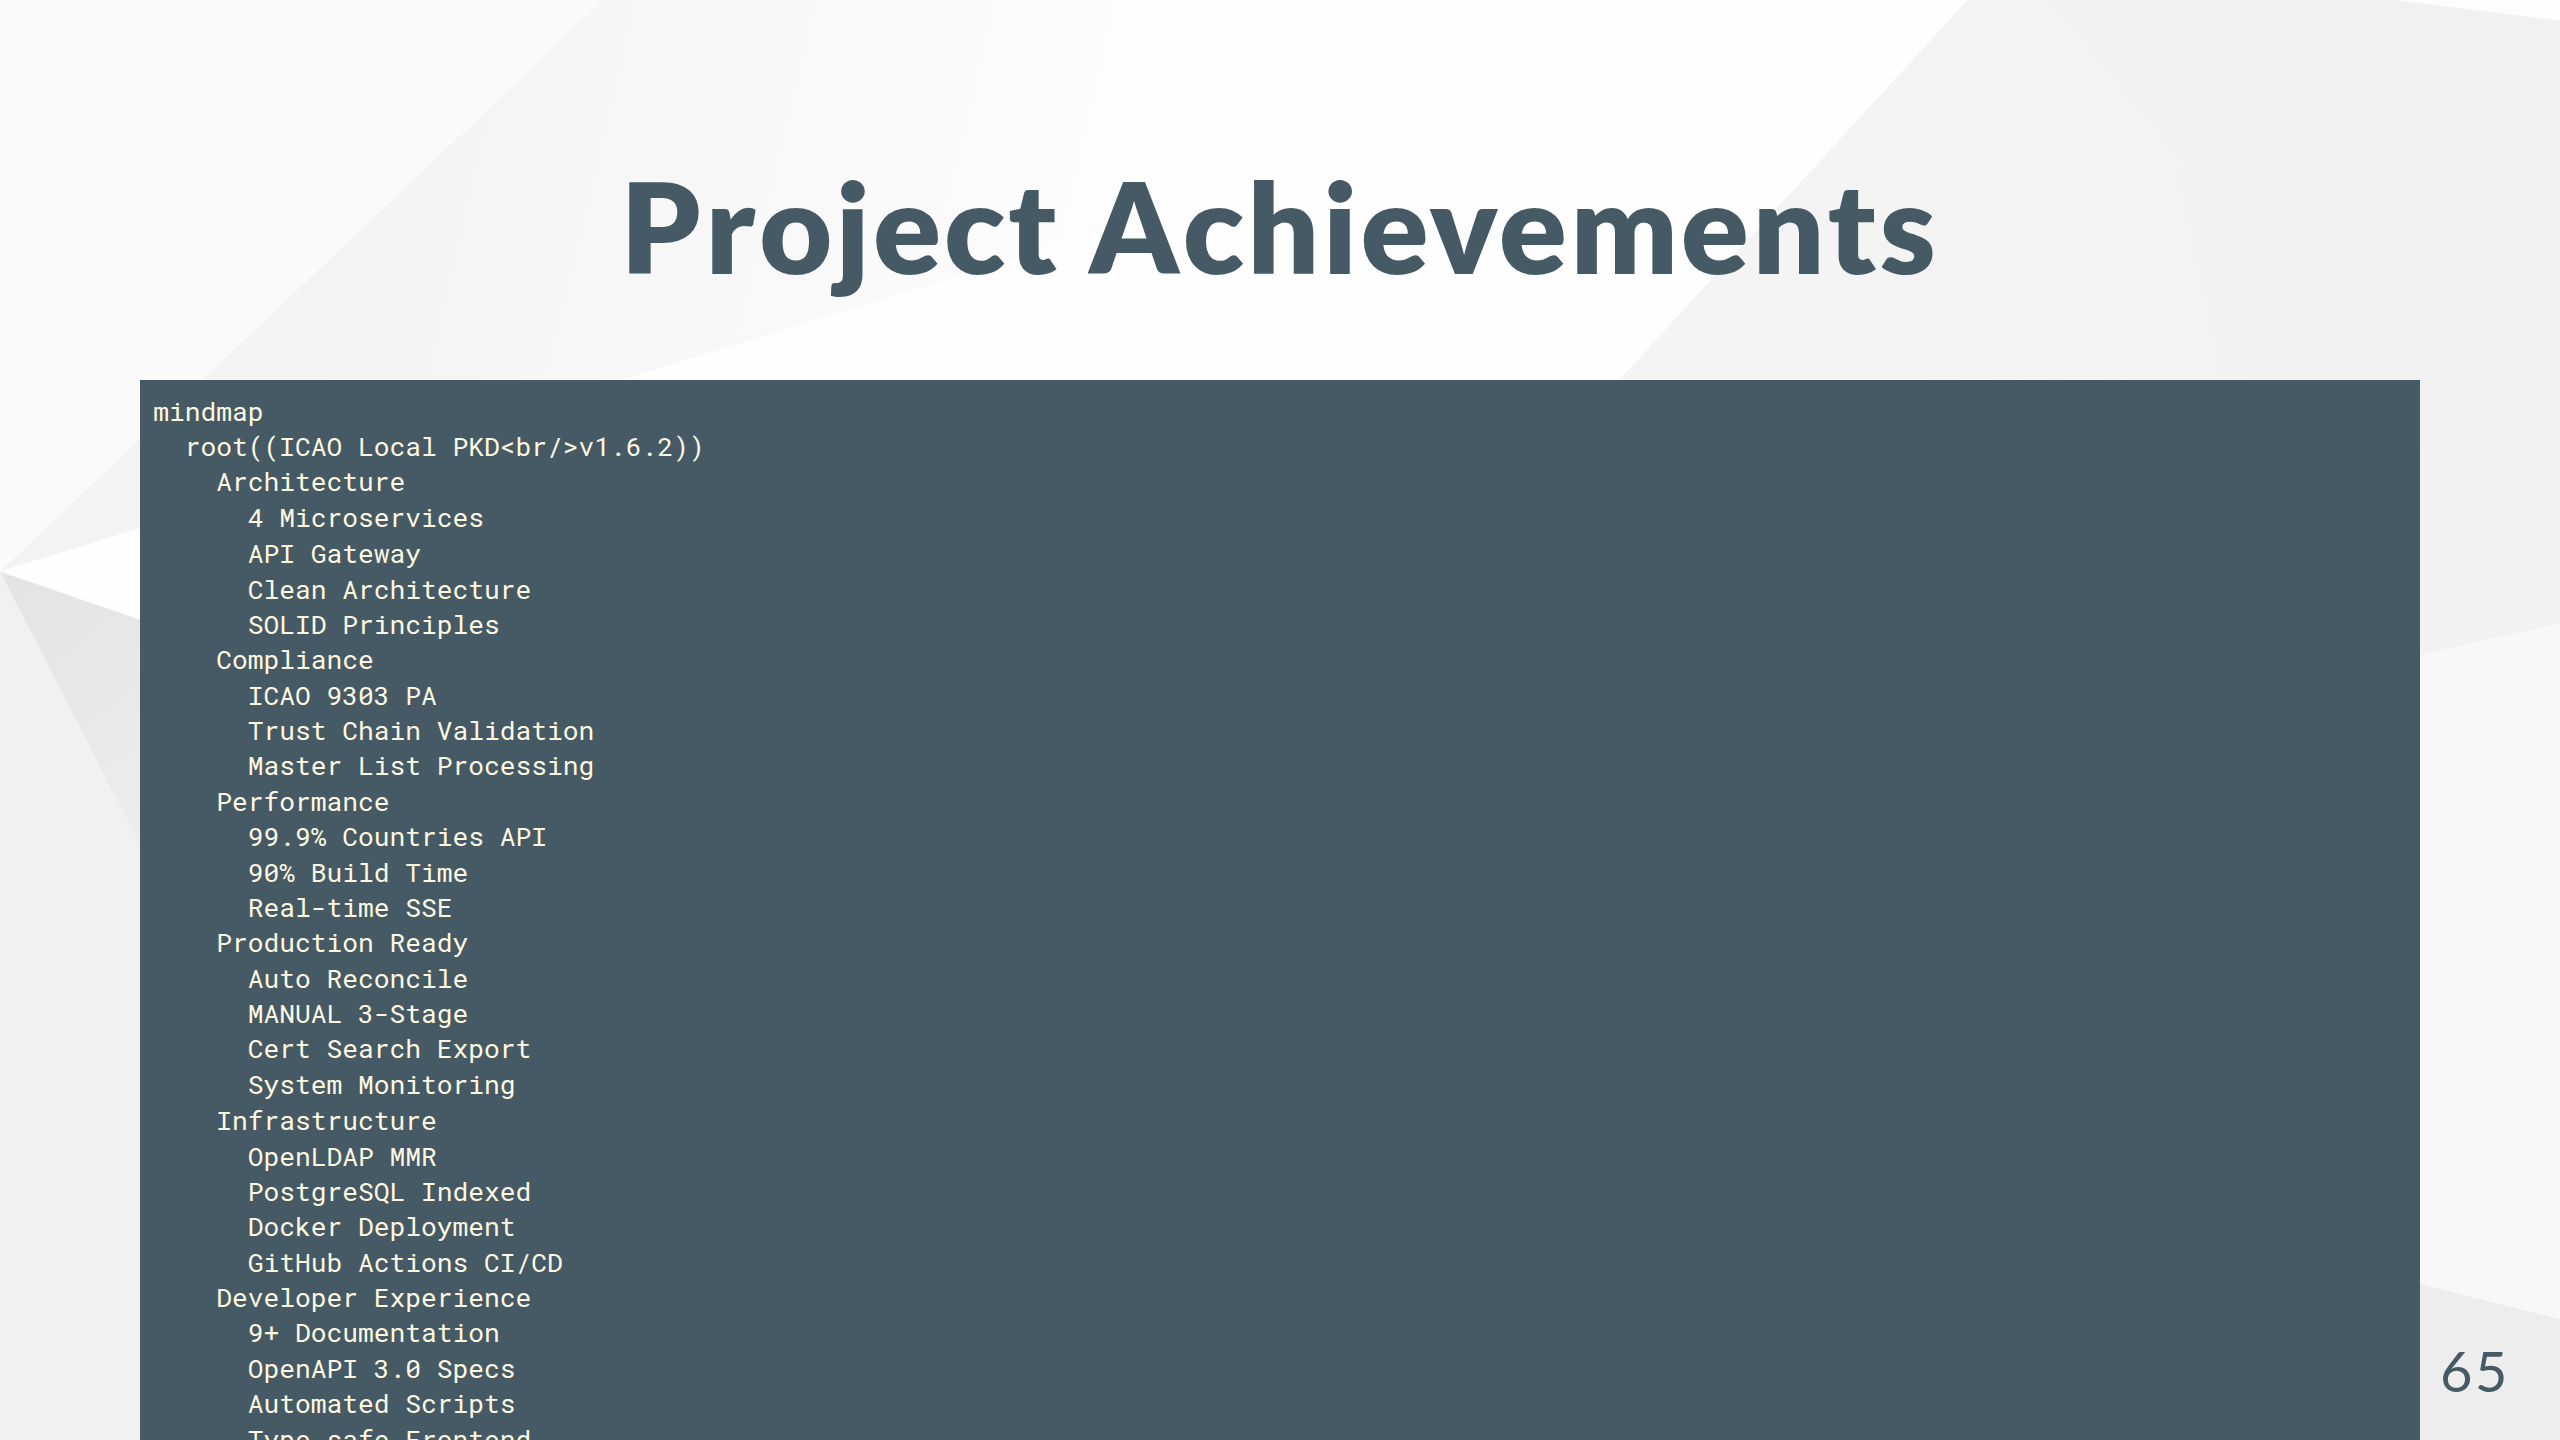 Project Achievements
mindmap
  root((ICAO Local PKD<br/>v1.6.2))
    Architecture
      4 Microservices
      API Gateway
      Clean Architecture
      SOLID Principles
    Compliance
      ICAO 9303 PA
      Trust Chain Validation
      Master List Processing
    Performance
      99.9% Countries API
      90% Build Time
      Real-time SSE
    Production Ready
      Auto Reconcile
      MANUAL 3-Stage
      Cert Search Export
      System Monitoring
    Infrastructure
      OpenLDAP MMR
      PostgreSQL Indexed
      Docker Deployment
      GitHub Actions CI/CD
    Developer Experience
      9+ Documentation
      OpenAPI 3.0 Specs
      Automated Scripts
      Type-safe Frontend
65